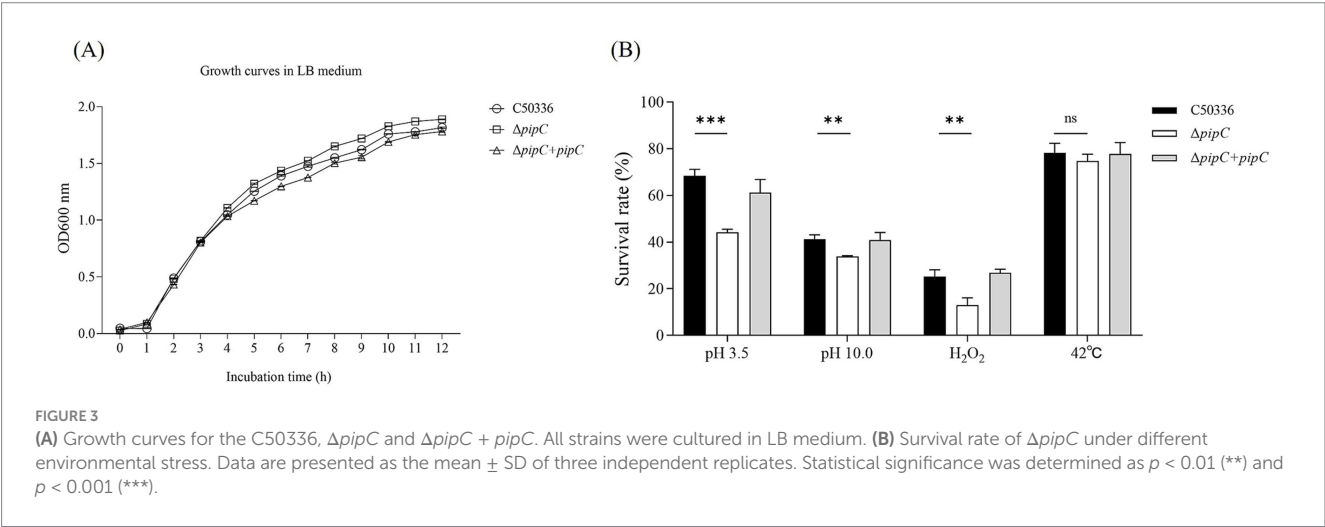 (A)
Growth curves in LB medium
2.0
1.5
1.0
0.5
0.0
OD600 nm
0 1 2 3 4 5 6 7 8 9 10 11 12
Incubation time (h)
C50336
ΔpipC
ΔpipC+pipC
(B)
100
80
60
40
20
0
Survival rate (%)
*** ** ** ns
pH 3.5 pH 10.0 H₂O₂ 42℃
C50336
ΔpipC
ΔpipC+pipC
FIGURE 3
(A) Growth curves for the C50336, ΔpipC and ΔpipC + pipC. All strains were cultured in LB medium. (B) Survival rate of ΔpipC under different
environmental stress. Data are presented as the mean ± SD of three independent replicates. Statistical significance was determined as p < 0.01 (**) and
p < 0.001 (***).